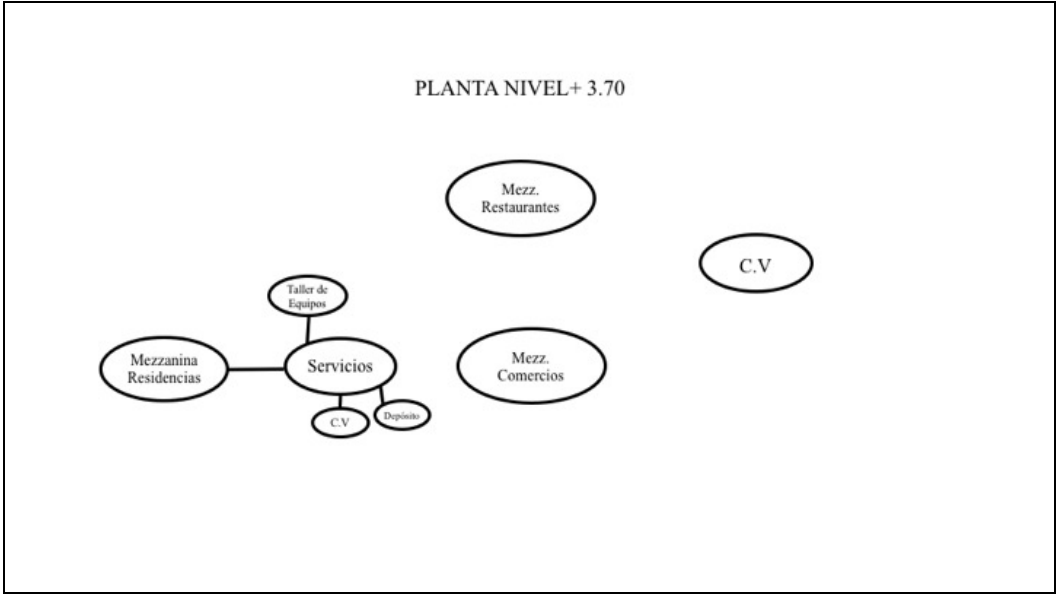 PLANTA NIVEL+ 3.70
Mezz.
Restaurantes
C.V
Taller de
Equipos
Mezzanina
Residencias
Servicios
Mezz.
Comercios
C.V
Depósito